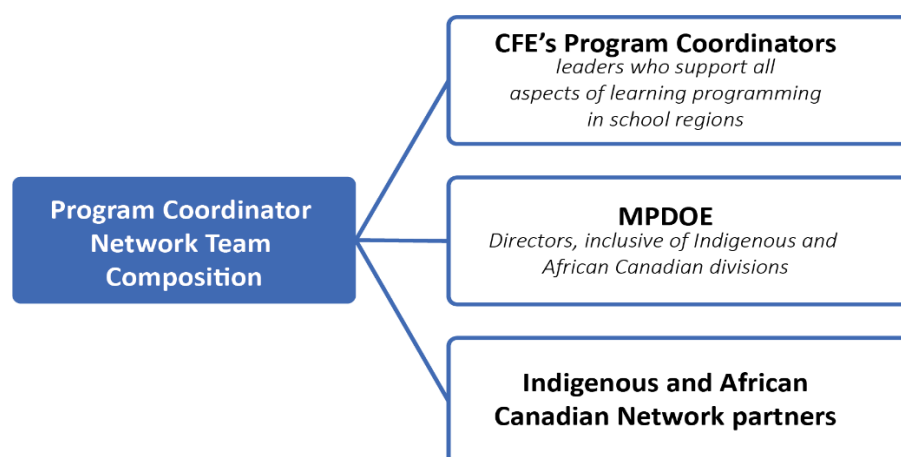 CFE's Program Coordinators
leaders who support all
aspects of learning programming
in school regions
Program Coordinator
Network Team
Composition
MPDOE
Directors, inclusive of Indigenous and
African Canadian divisions
Indigenous and African
Canadian Network partners